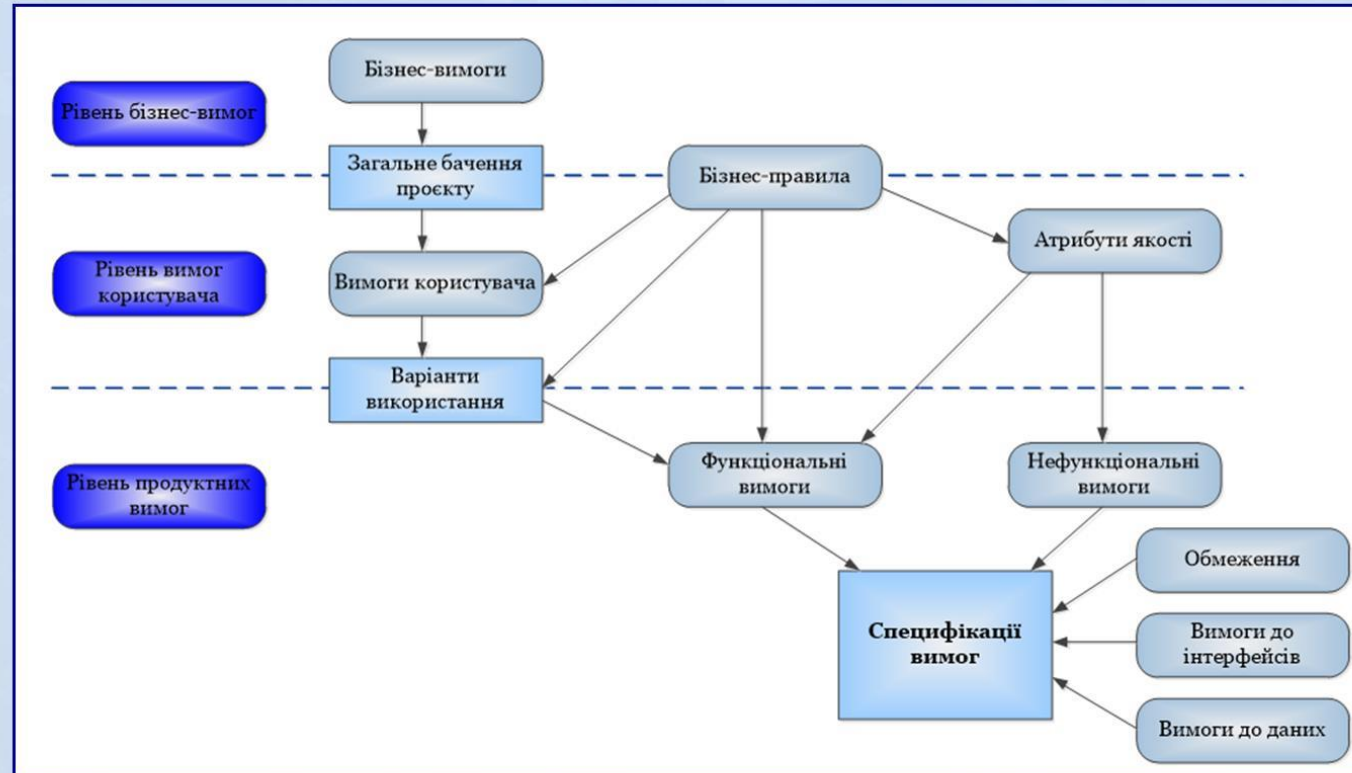 Бізнес-вимоги
Рівень бізнес-вимог
Загальне бачення
проєкту
Бізнес-правила
Атрибути якості
Рівень вимог
користувача
Вимоги користувача
Варіанти
використання
Функціональні
вимоги
Нефункціональні
вимоги
Рівень продуктних
вимог
Обмеження
Специфікації
вимог
Вимоги до
інтерфейсів
Вимоги до даних